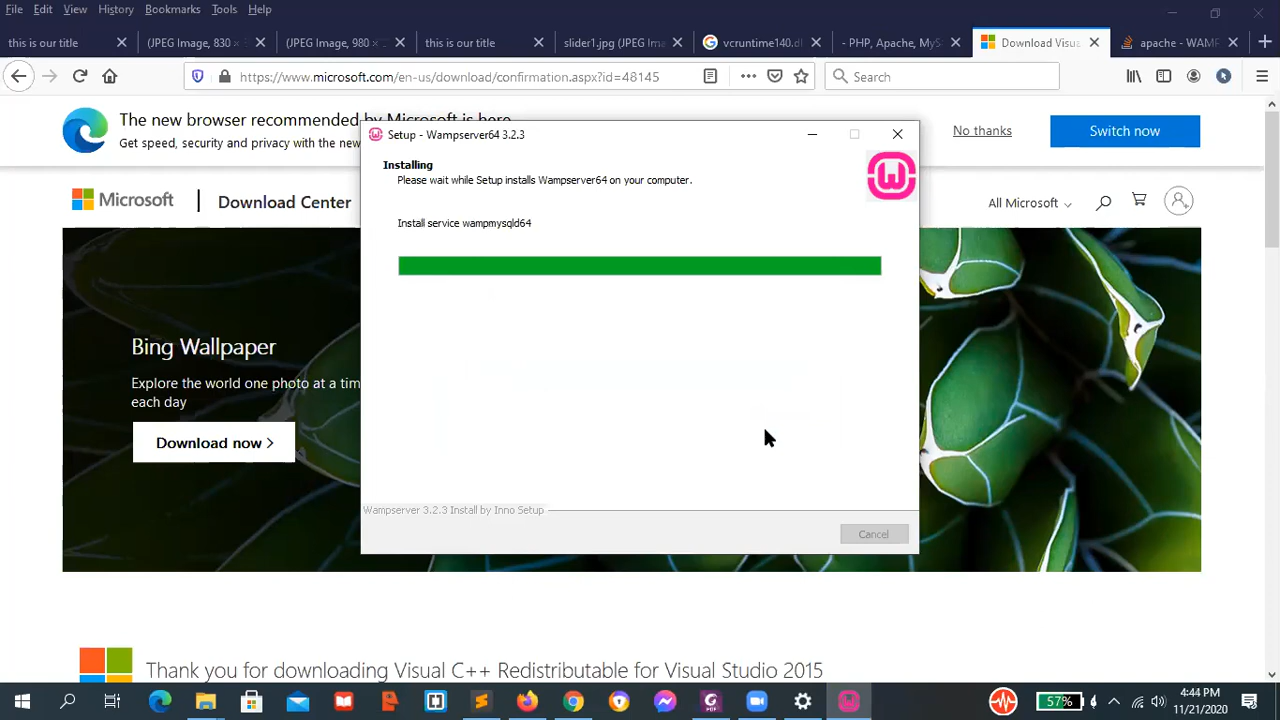 File Edit View History Bookmarks Tools Help
this is our title
(JPEG Image, 830 ×
(JPEG Image, 980 ×
this is our title
slider1.jpg (JPEG Im
vcruntime140.d
- PHP, Apache, MyS
Download Visu
apache - WAMP
https://www.microsoft.com/en-us/download/confirmation.aspx?id=48145
Search
The new browser recommended by Microsoft is here
Get speed, security and privacy with the new
No thanks
Switch now
Setup - Wampserver64 3.2.3
Installing
Please wait while Setup installs Wampserver64 on your computer.
Microsoft
Download Center
All Microsoft
Install service wampmysqld64
Bing Wallpaper
Explore the world one photo at a tim
each day
Download now >
Wampserver 3.2.3 Install by Inno Setup
Cancel
Thank you for downloading Visual C++ Redistributable for Visual Studio 2015
57%
4:44 PM
11/21/2020